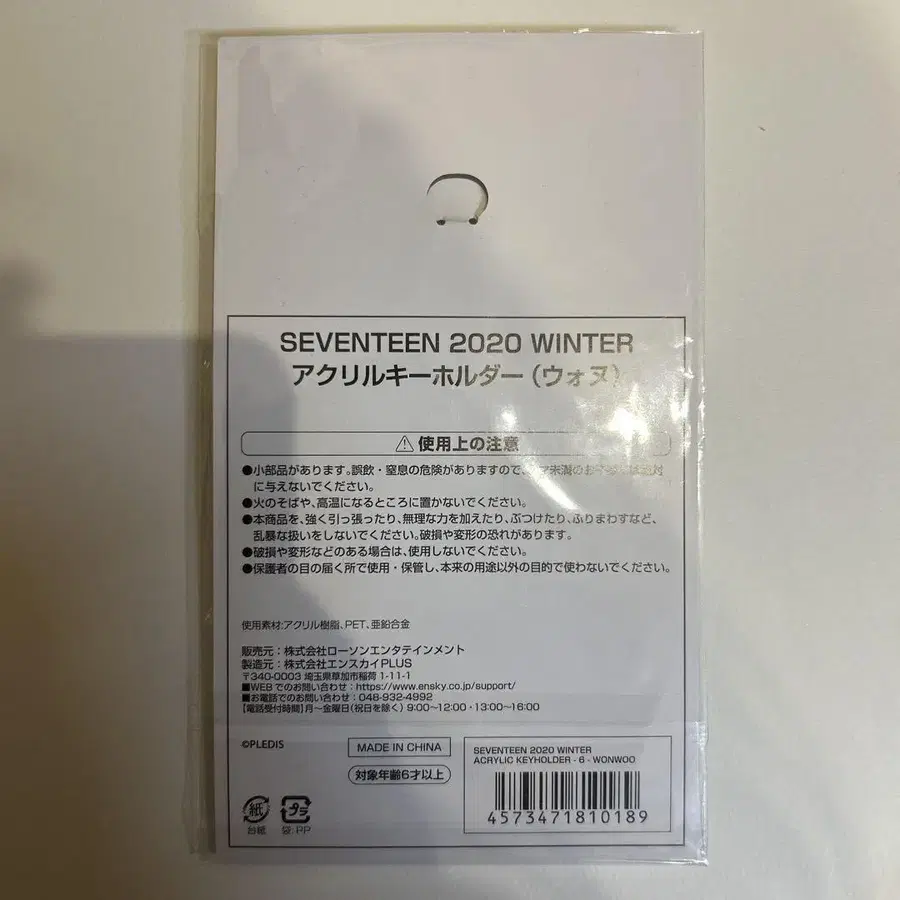 SEVENTEEN 2020 WINTER
アクリルキーホルダー（ウォヌ）
⚠使用上の注意
●小部品があります。誤飲・窒息の危険がありますので、
に与えないでください。
●火のそばや、高温になるところに置かないでください。
●本商品を、強く引っ張ったり、無理な力を加えたり、ぶつけたり、ふりまわすなど、
乱暴な扱いをしないでください。破損や変形の恐れがあります。
●破損や変形などのある場合は、使用しないでください。
●保護者の目の届く所で使用・保管し、本来の用途以外の目的で使わないでください。
使用素材:アクリル樹脂、PET、亜鉛合金
販売元：株式会社ローソンエンタテインメント
製造元：株式会社エンスカイPLUS
〒340-0003 埼玉県草加市稲荷 1-11-1
■WEBでのお問い合わせ：https://www.ensky.co.jp/support/
■お電話でのお問い合わせ：048-932-4992
【電話受付時間】月〜金曜日(祝日を除く) 9:00〜12:00・13:00〜16:00
©PLEDIS
MADE IN CHINA
対象年齢6才以上
紙
台紙
プラ
袋:PP
SEVENTEEN 2020 WINTER
ACRYLIC KEYHOLDER - 6 - WONWOO
4573471810189